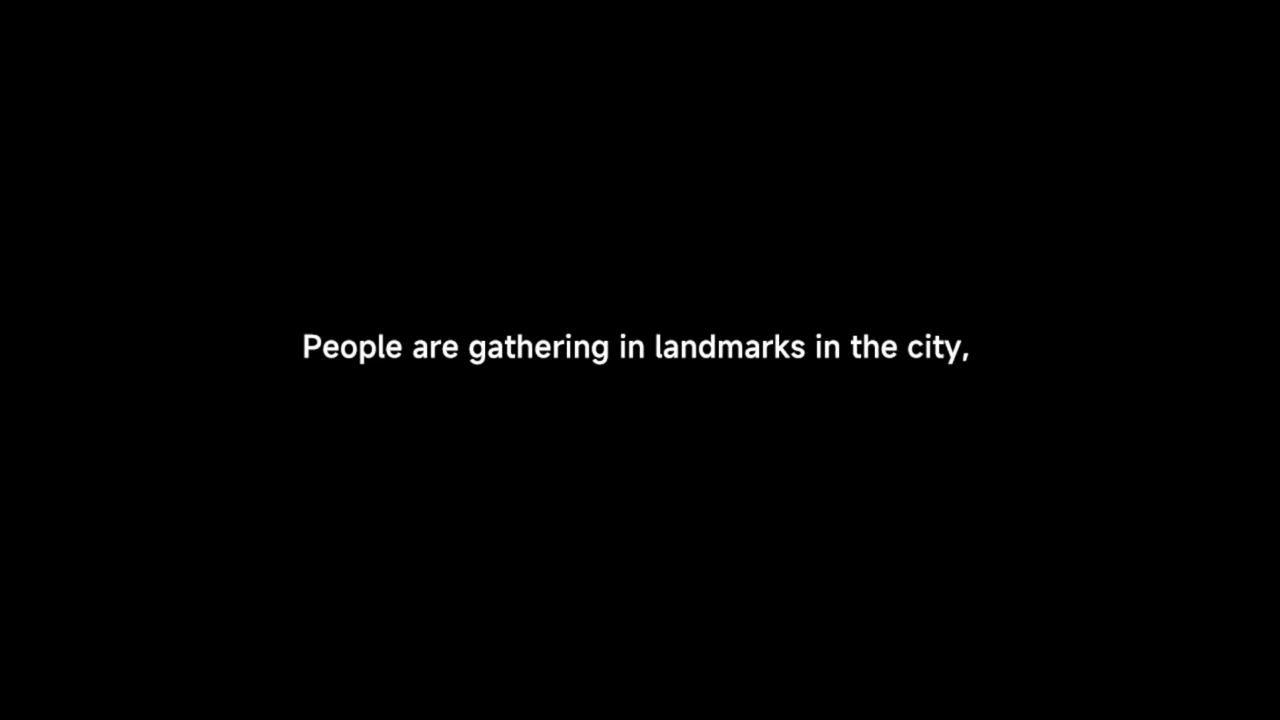 People are gathering in landmarks in the city,